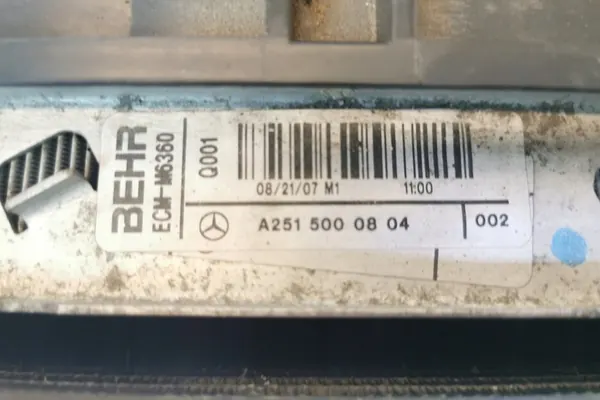 BEHR
ECM-M6360
Q001
08/21/07 M1 11:00
A251 500 08 04 002